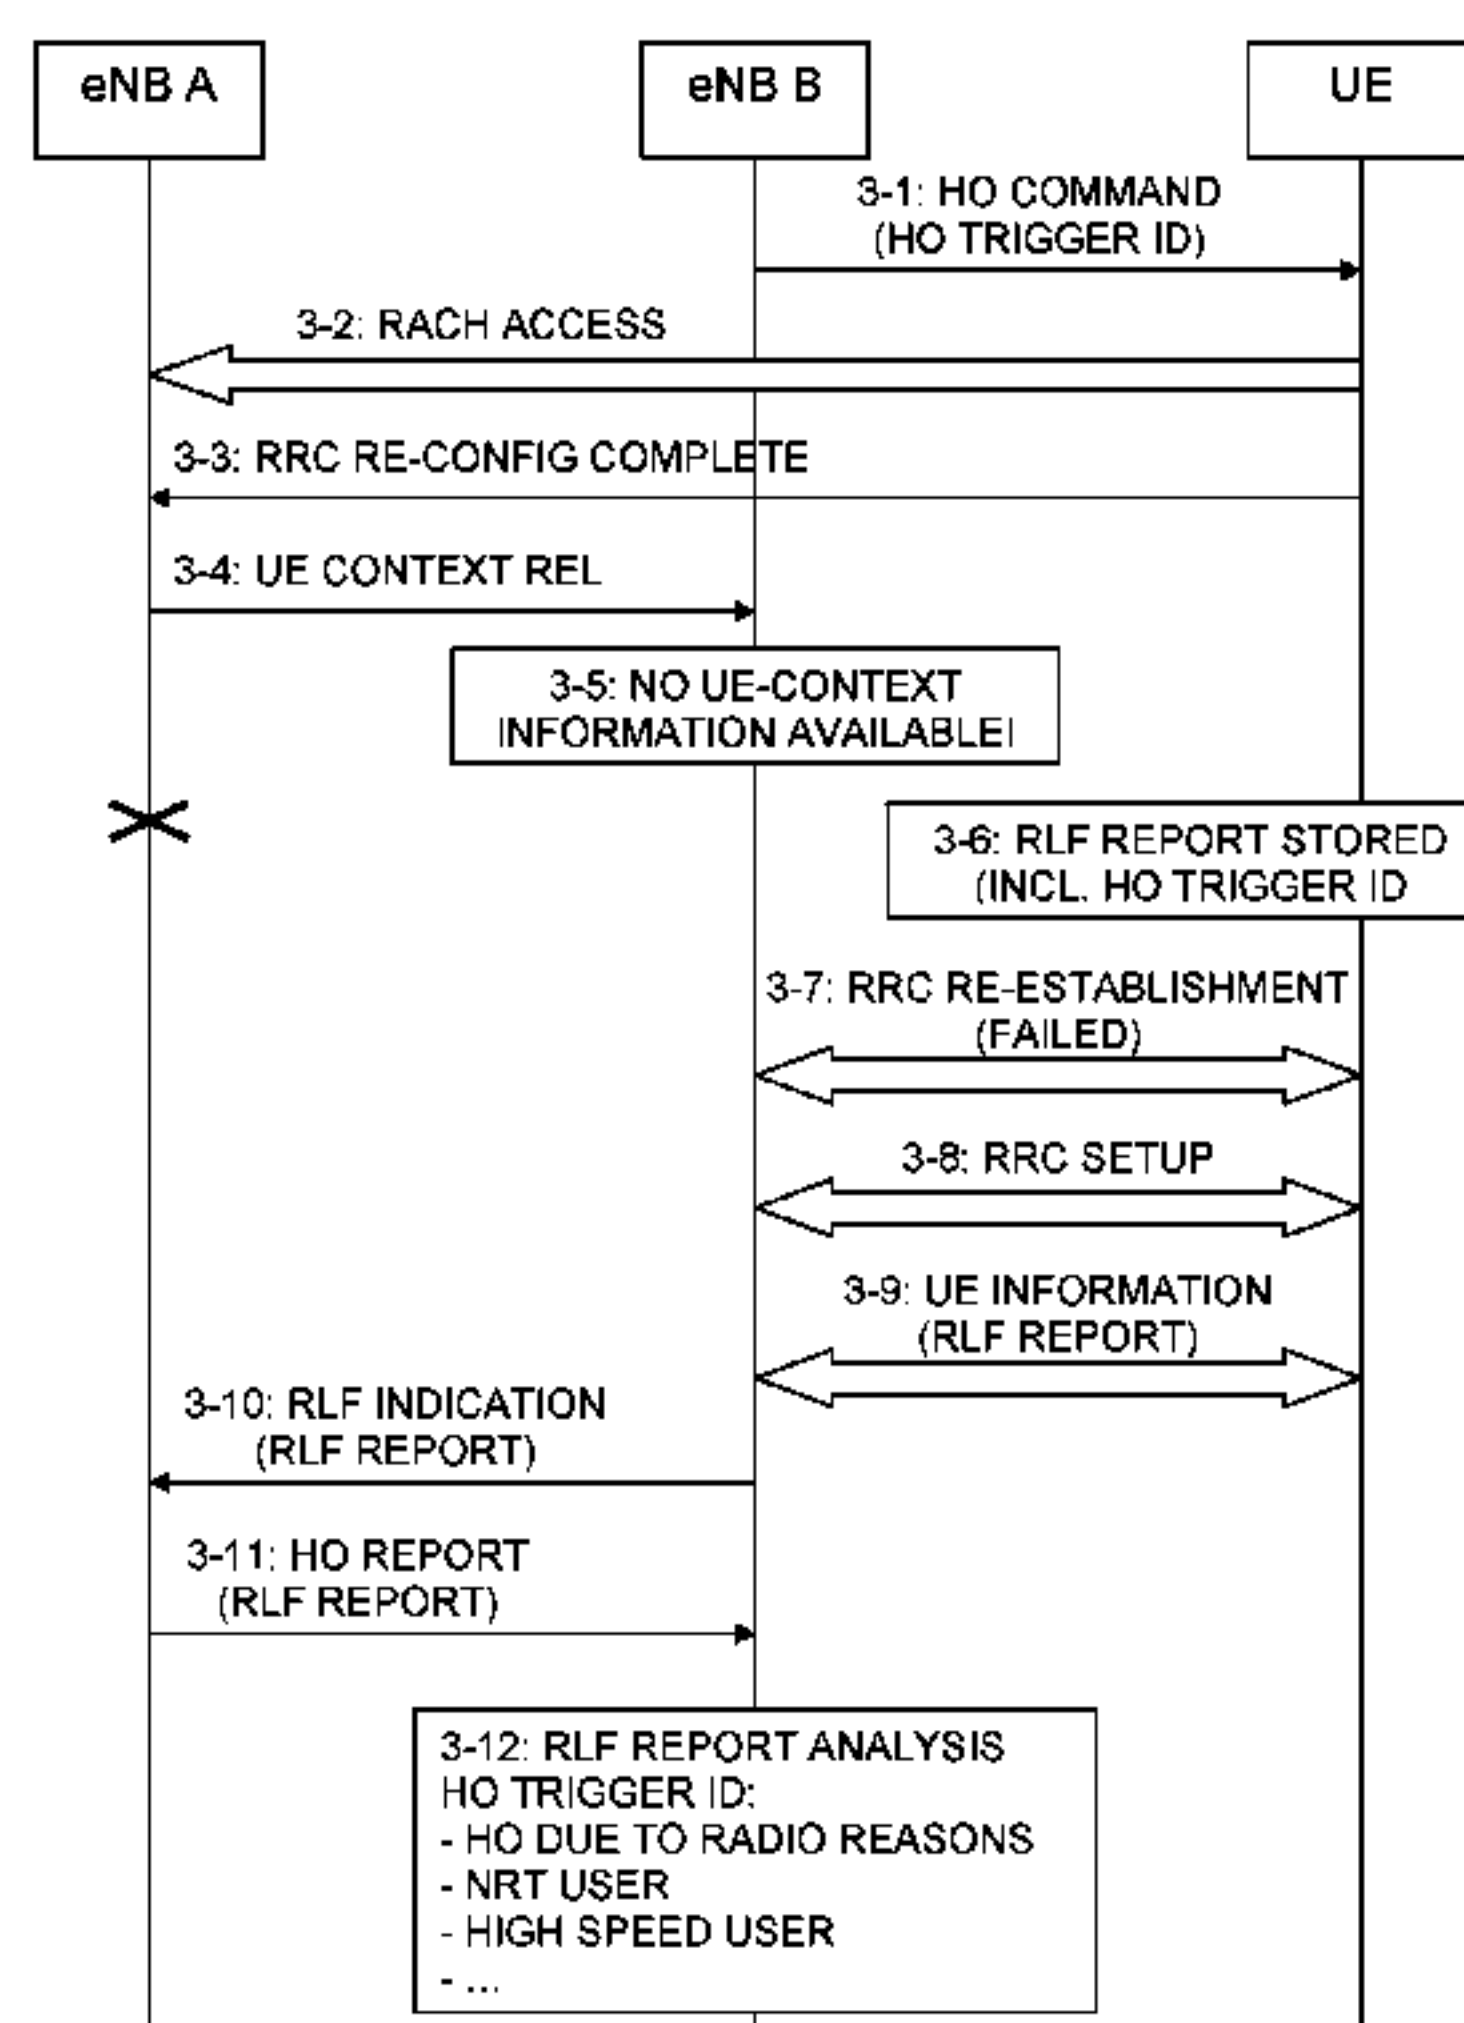 eNB A
eNB B
UE
3-1: HO COMMAND
(HO TRIGGER ID)
3-2: RACH ACCESS
3-3: RRC RE-CONFIG COMPLETE
3-4: UE CONTEXT REL
3-5: NO UE-CONTEXT
INFORMATION AVAILABLE!
3-6: RLF REPORT STORED
(INCL. HO TRIGGER ID
3-7: RRC RE-ESTABLISHMENT
(FAILED)
3-8: RRC SETUP
3-9: UE INFORMATION
(RLF REPORT)
3-10: RLF INDICATION
(RLF REPORT)
3-11: HO REPORT
(RLF REPORT)
3-12: RLF REPORT ANALYSIS
HO TRIGGER ID:
- HO DUE TO RADIO REASONS
- NRT USER
- HIGH SPEED USER
- ...